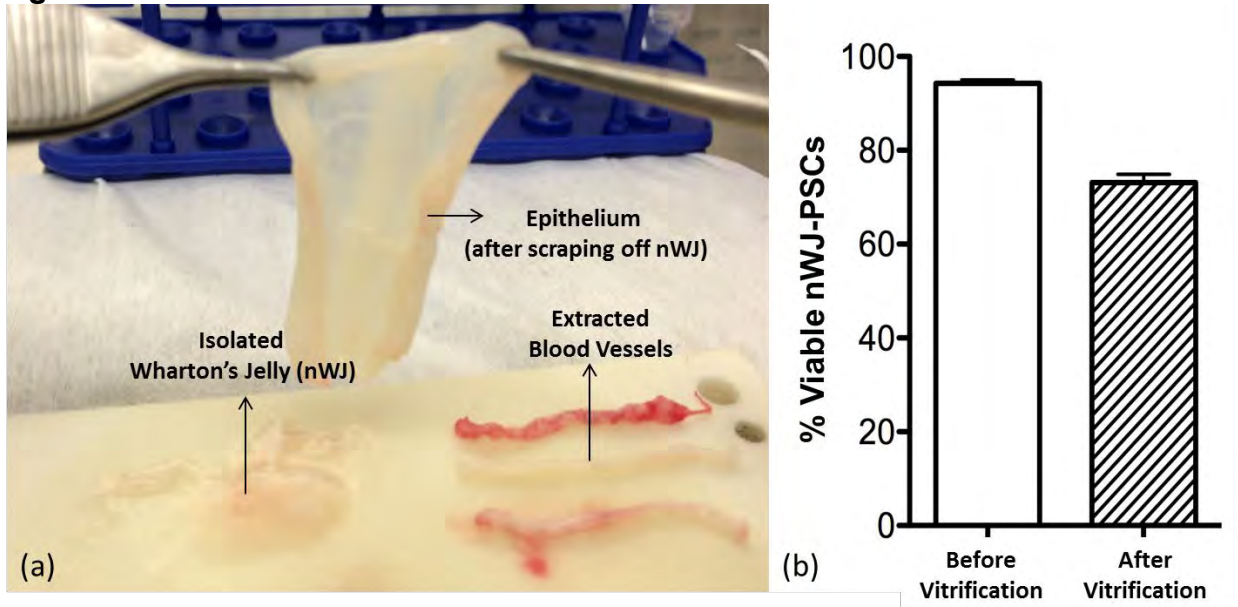 Epithelium
(after scraping off nWJ)
Isolated
Wharton's Jelly (nWJ)
Extracted
Blood Vessels
(a)
% Viable nWJ-PSCs
100
80
60
40
20
0
Before
Vitrification
After
Vitrification
(b)